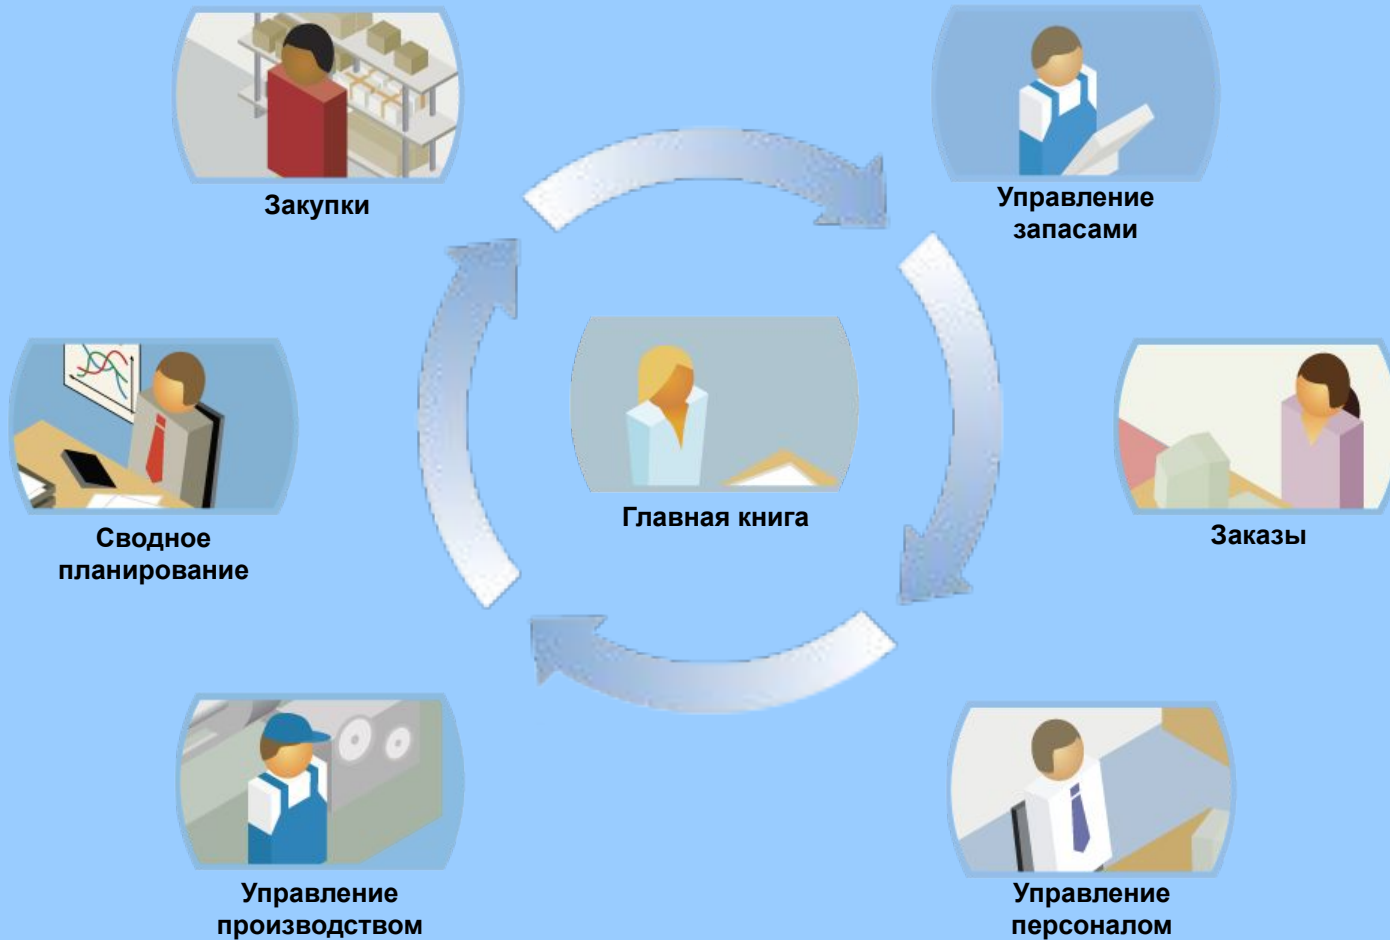 Закупки
Управление
запасами
Главная книга
Сводное
планирование
Заказы
Управление
производством
Управление
персоналом